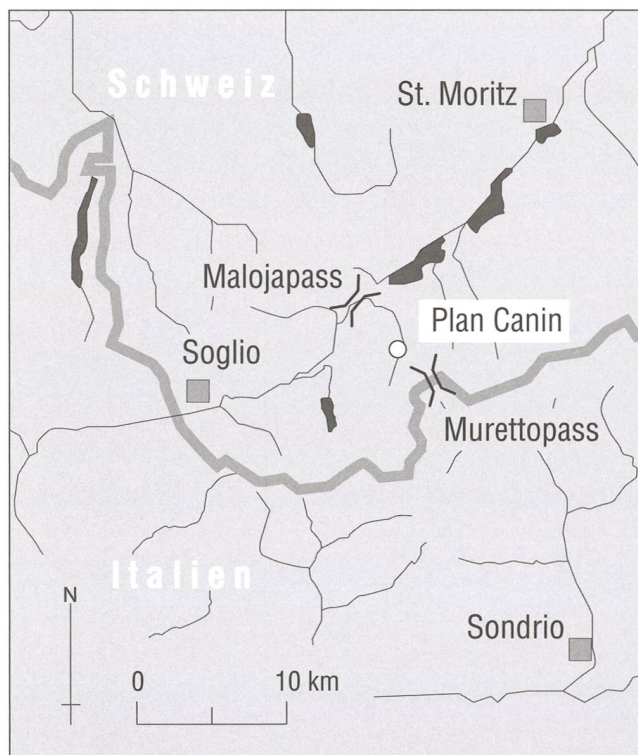 Schweiz
St. Moritz
Malojapass
Plan Canin
Soglio
Murettopass
Italien
N
Sondrio
0 10 km